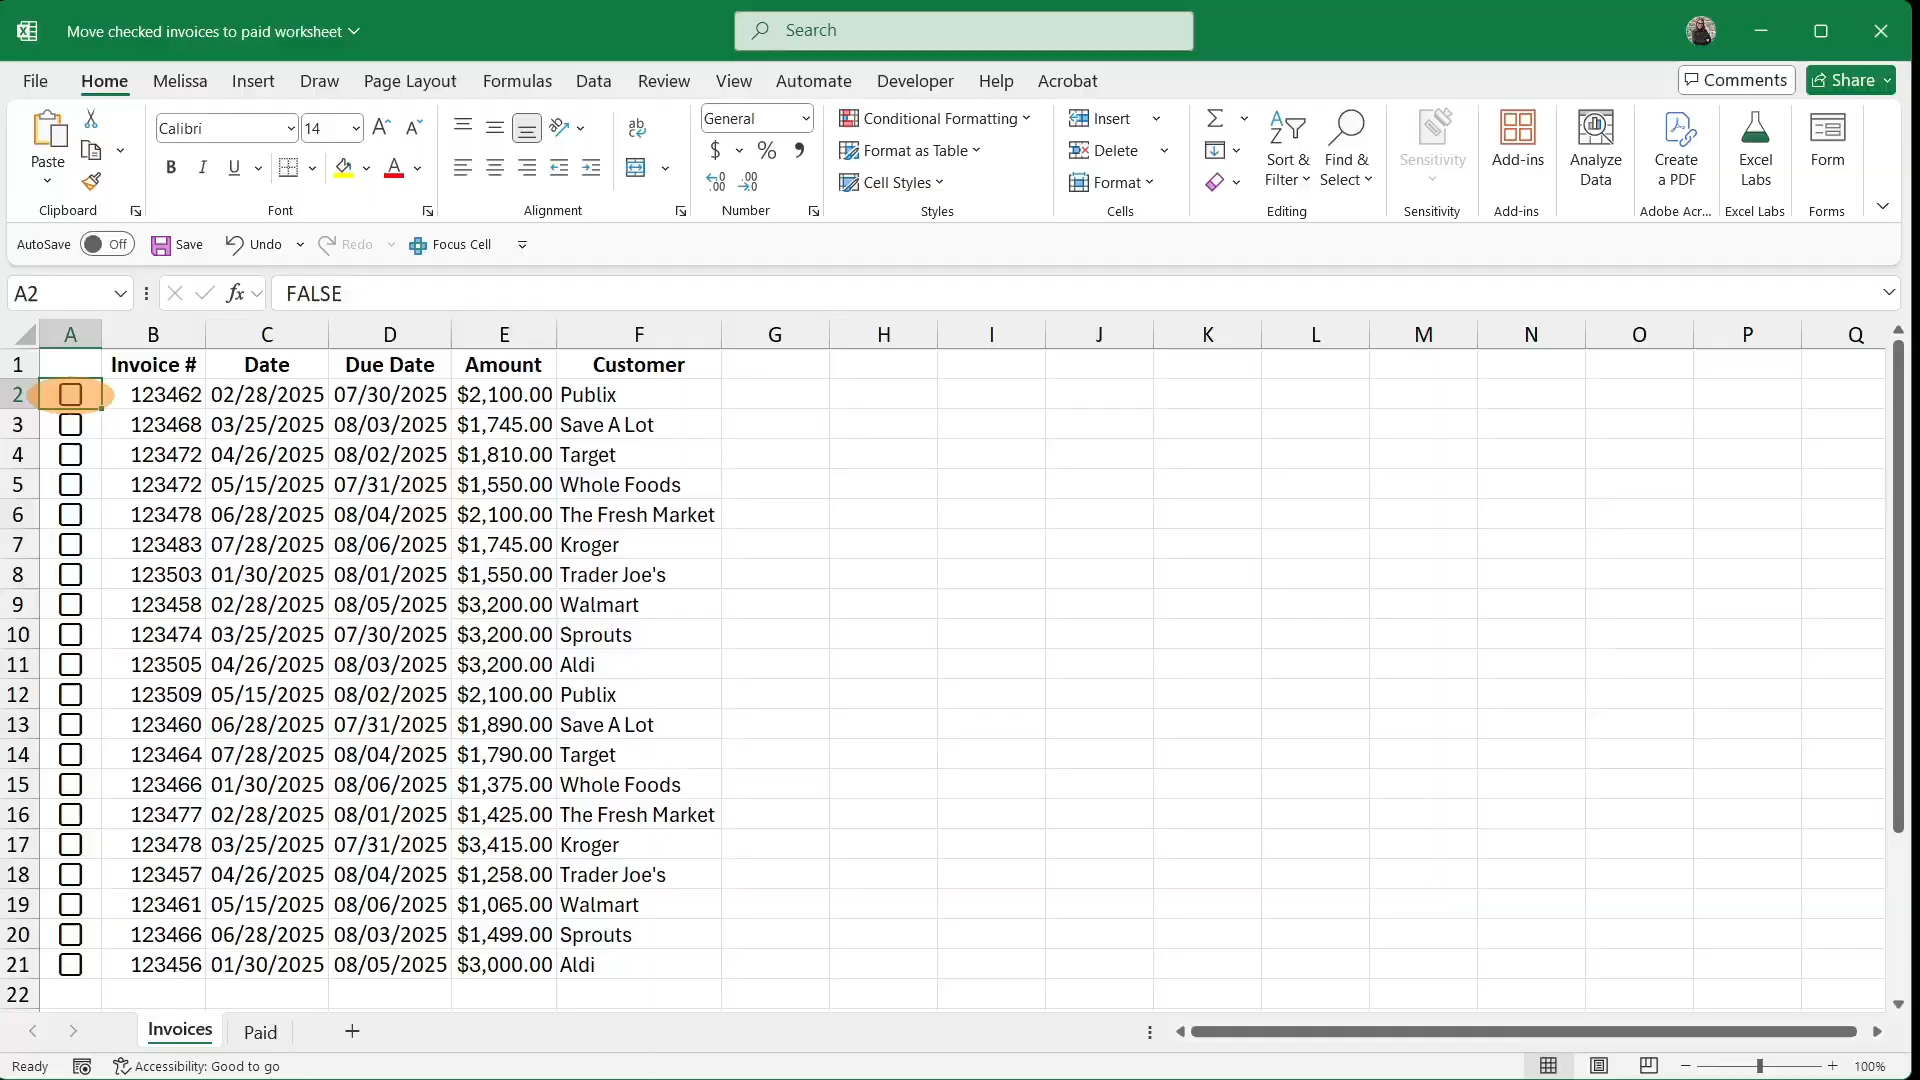 Move checked invoices to paid worksheet
Search
File Home Melissa Insert Draw Page Layout Formulas Data Review View Automate Developer Help Acrobat Comments Share
Paste
Clipboard
Calibri 14
B I U A
Font
ab
Alignment
General
$ % 9
.00 .00
Number
Conditional Formatting
Format as Table
Cell Styles
Styles
Insert
Delete
Format
Cells
Sort & Filter
Find & Select
Editing
Sensitivity
Sensitivity
Add-ins
Add-ins
Analyze Data
Create a PDF
Adobe Acr...
Excel Labs
Excel Labs
Form
Forms
AutoSave Off Save Undo Redo Focus Cell
A2 fx FALSE
A B C D E F G H I J K L M N O P Q
1 Invoice # Date Due Date Amount Customer
2 123462 02/28/2025 07/30/2025 $2,100.00 Publix
3 123468 03/25/2025 08/03/2025 $1,745.00 Save A Lot
4 123472 04/26/2025 08/02/2025 $1,810.00 Target
5 123472 05/15/2025 07/31/2025 $1,550.00 Whole Foods
6 123478 06/28/2025 08/04/2025 $2,100.00 The Fresh Market
7 123483 07/28/2025 08/06/2025 $1,745.00 Kroger
8 123503 01/30/2025 08/01/2025 $1,550.00 Trader Joe's
9 123458 02/28/2025 08/05/2025 $3,200.00 Walmart
10 123474 03/25/2025 07/30/2025 $3,200.00 Sprouts
11 123505 04/26/2025 08/03/2025 $3,200.00 Aldi
12 123509 05/15/2025 08/02/2025 $2,100.00 Publix
13 123460 06/28/2025 07/31/2025 $1,890.00 Save A Lot
14 123464 07/28/2025 08/04/2025 $1,790.00 Target
15 123466 01/30/2025 08/06/2025 $1,375.00 Whole Foods
16 123477 02/28/2025 08/01/2025 $1,425.00 The Fresh Market
17 123478 03/25/2025 07/31/2025 $3,415.00 Kroger
18 123457 04/26/2025 08/04/2025 $1,258.00 Trader Joe's
19 123461 05/15/2025 08/06/2025 $1,065.00 Walmart
20 123466 06/28/2025 08/03/2025 $1,499.00 Sprouts
21 123456 01/30/2025 08/05/2025 $3,000.00 Aldi
22
Invoices Paid
Ready Accessibility: Good to go 100%